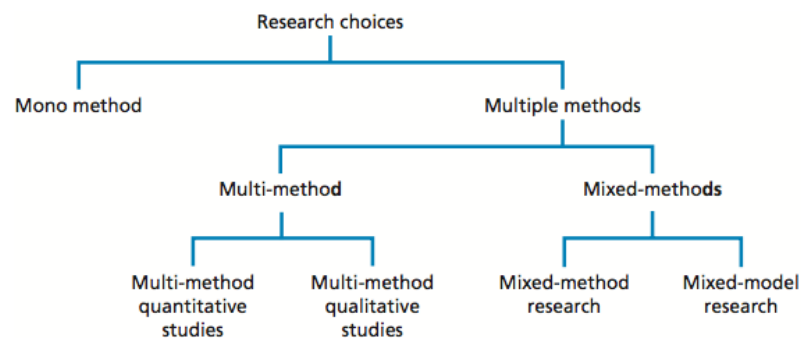 Research choices
Mono method
Multiple methods
Multi-method
Mixed-methods
Multi-method
quantitative
studies
Multi-method
qualitative
studies
Mixed-method
research
Mixed-model
research